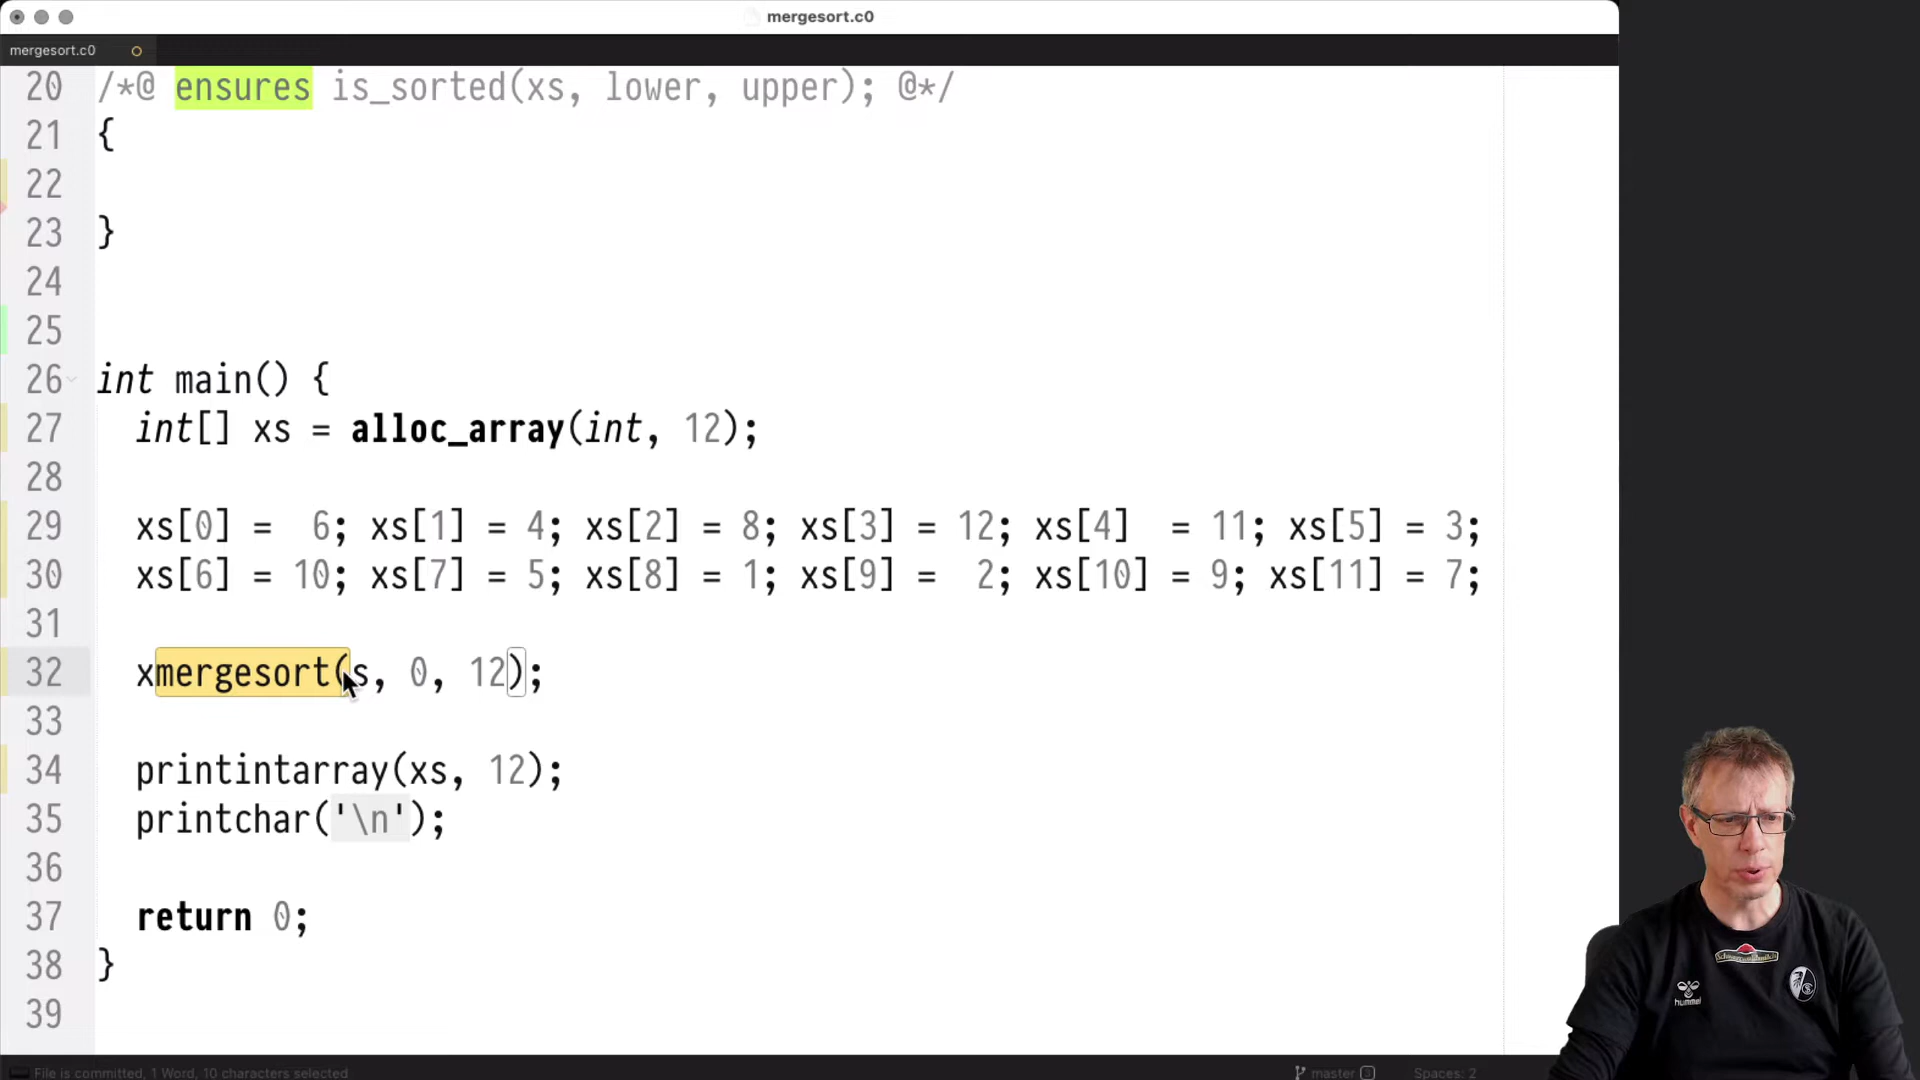 mergesort.c0
mergesort.c0
20 /*@ ensures is_sorted(xs, lower, upper); @*/
21 {
22
23 }
24
25
26 int main() {
27 int[] xs = alloc_array(int, 12);
28
29 xs[0] =   6; xs[1] = 4; xs[2] = 8; xs[3] = 12; xs[4]  = 11; xs[5] = 3;
30 xs[6] = 10; xs[7] = 5; xs[8] = 1; xs[9] =  2; xs[10] = 9; xs[11] = 7;
31
32 xmergesort(s, 0, 12);
33
34 printintarray(xs, 12);
35 printchar('\n');
36
37 return 0;
38 }
39
File is committed, 1 Word, 10 characters selected
master 3
Spaces: 2
hummel
Schwarzwaldmilch